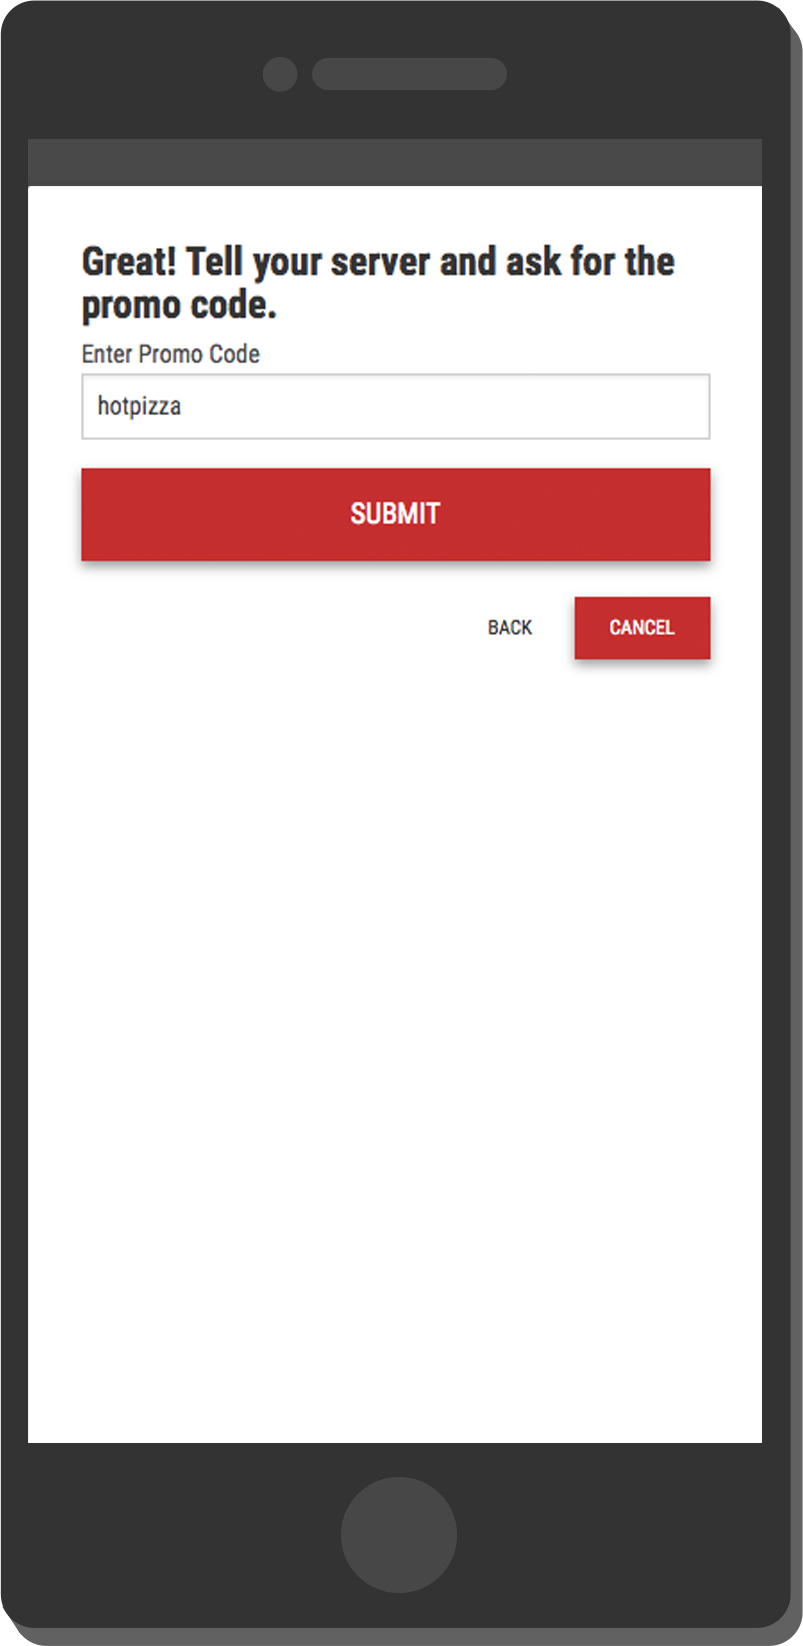 Great! Tell your server and ask for the
promo code.
Enter Promo Code
hotpizza
SUBMIT
BACK CANCEL